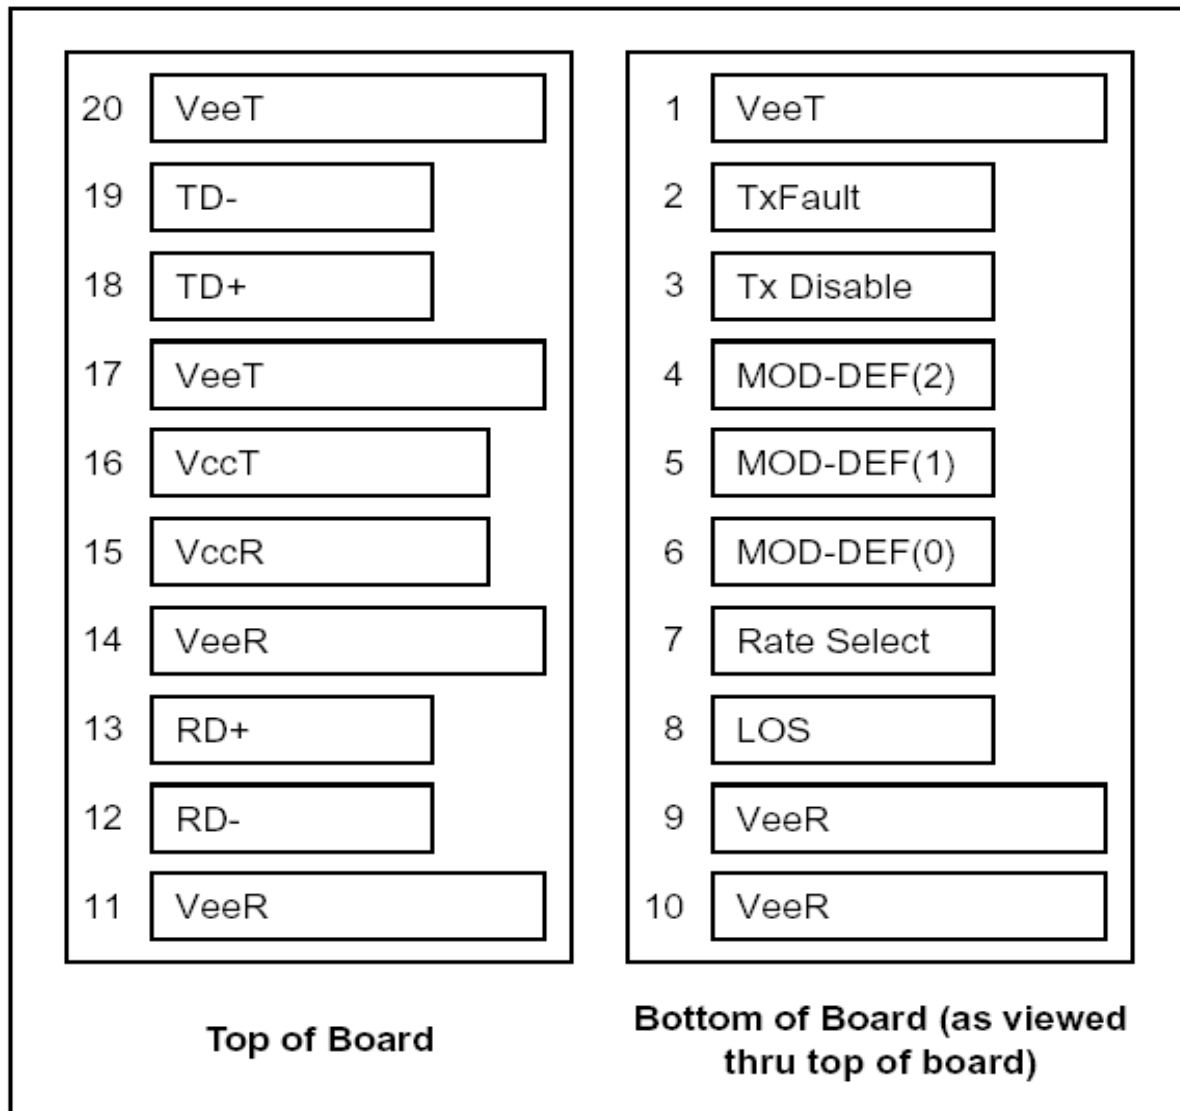 20 VeeT
19 TD-
18 TD+
17 VeeT
16 VccT
15 VccR
14 VeeR
13 RD+
12 RD-
11 VeeR
Top of Board
1 VeeT
2 TxFault
3 Tx Disable
4 MOD-DEF(2)
5 MOD-DEF(1)
6 MOD-DEF(0)
7 Rate Select
8 LOS
9 VeeR
10 VeeR
Bottom of Board (as viewed
thru top of board)